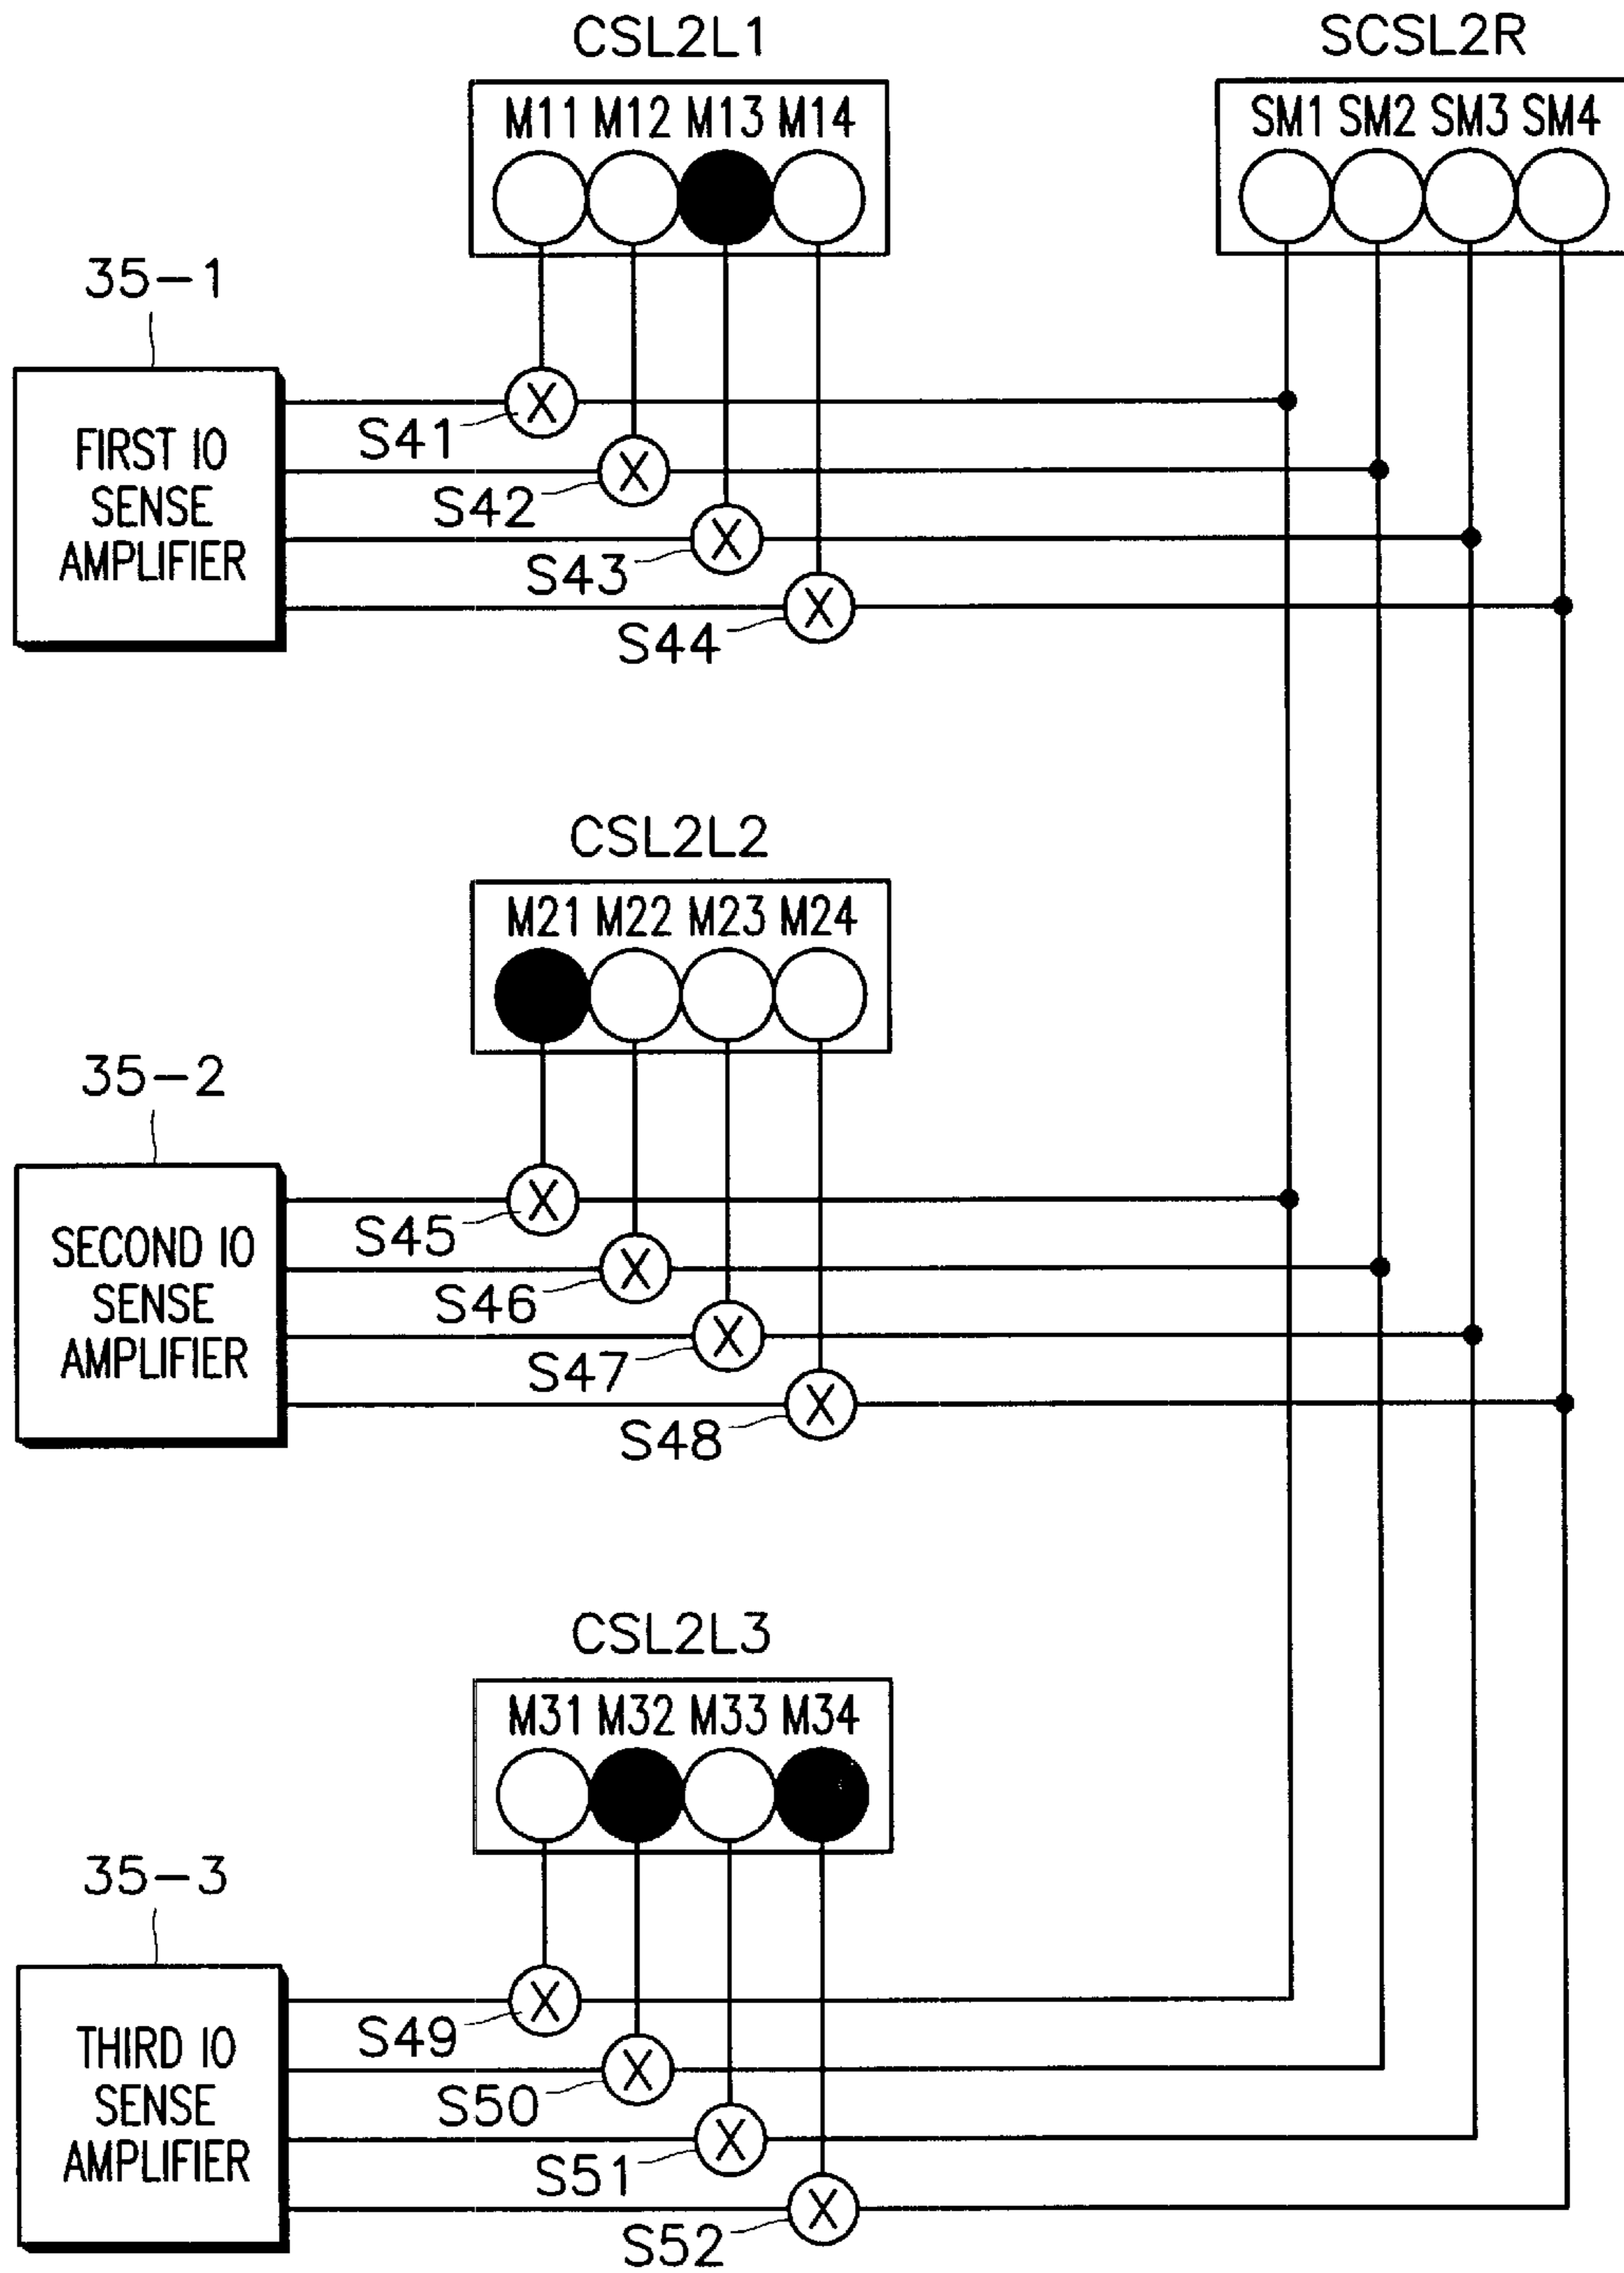 CSL2L1
SCSL2R
M11 M12 M13 M14
SM1 SM2 SM3 SM4
35-1
FIRST IO
SENSE
AMPLIFIER
X
S41
X
S42
X
S43
X
S44
CSL2L2
M21 M22 M23 M24
35-2
SECOND IO
SENSE
AMPLIFIER
X
S45
X
S46
X
S47
X
S48
CSL2L3
M31 M32 M33 M34
35-3
THIRD IO
SENSE
AMPLIFIER
X
S49
X
S50
X
S51
X
S52